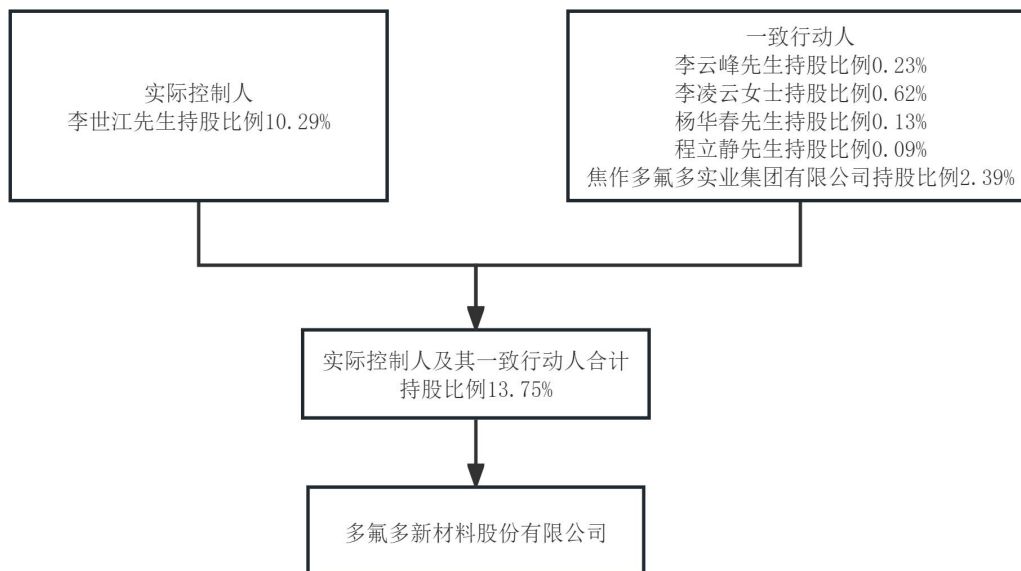 实际控制人
李世江先生持股比例10.29%
一致行动人
李云峰先生持股比例0.23%
李凌云女士持股比例0.62%
杨华春先生持股比例0.13%
程立静先生持股比例0.09%
焦作多氟多实业集团有限公司持股比例2.39%
实际控制人及其一致行动人合计
持股比例13.75%
多氟多新材料股份有限公司